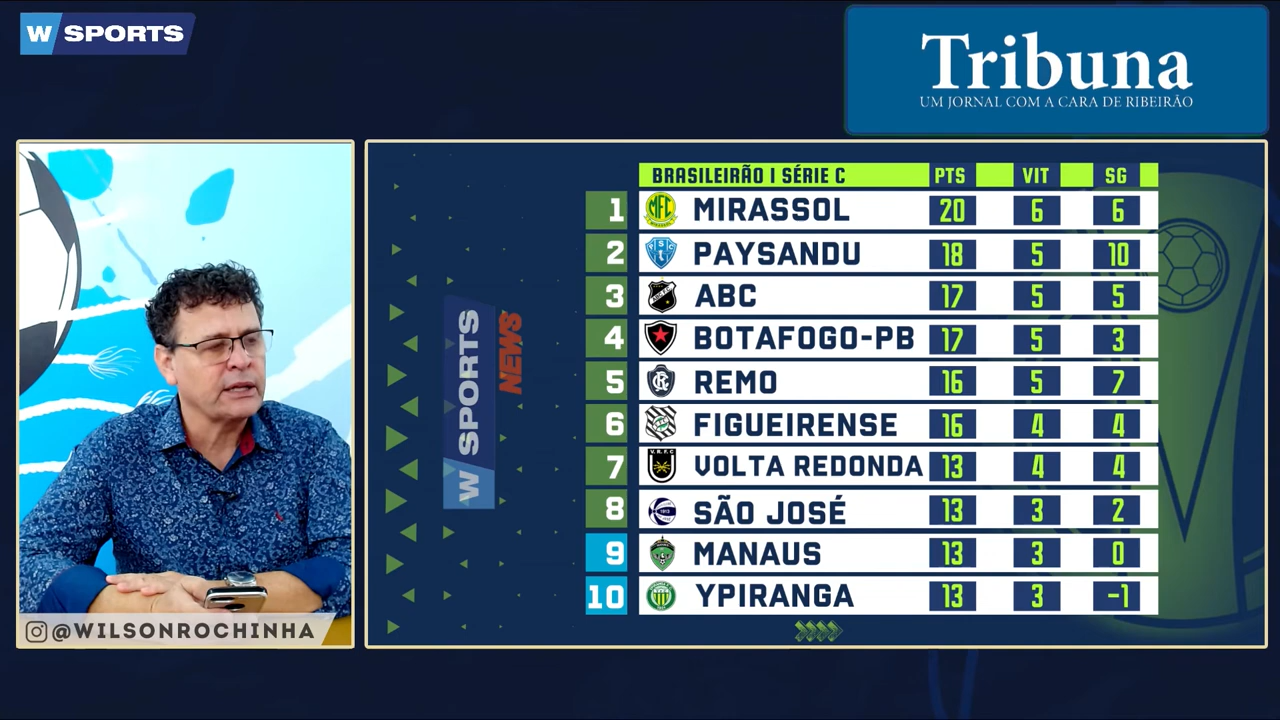 W SPORTS
Tribuna
UM JORNAL COM A CARA DE RIBEIRÃO
BRASILEIRÃO I SÉRIE C PTS VIT SG
1 MIRASSOL 20 6 6
2 PAYSANDU 18 5 10
3 ABC 17 5 5
4 BOTAFOGO-PB 17 5 3
5 REMO 16 5 7
6 FIGUEIRENSE 16 4 4
7 VOLTA REDONDA 13 4 4
8 SÃO JOSÉ 13 3 2
9 MANAUS 13 3 0
10 YPIRANGA 13 3 -1
W SPORTS
NEWS
@WILSONROCHINHA